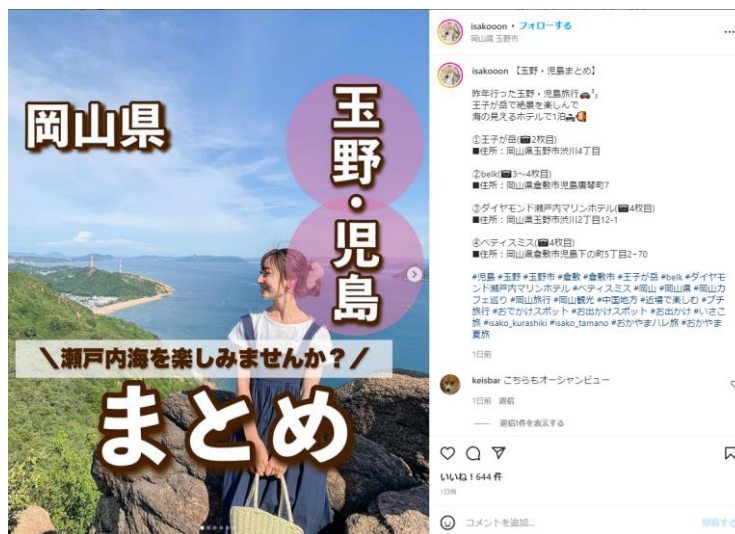 岡山県
玉野・児島
＼瀬戸内海を楽しみませんか？／
まとめ
isakooon • フォローする
岡山県 玉野市
isakooon 【玉野・児島まとめ】
昨年行った玉野・児島旅行
王子が岳で絶景を楽しんで
海の見えるホテルで1泊
①王子が岳(📷2枚目)
■住所：岡山県玉野市渋川4丁目
②belk(📷3～4枚目)
■住所：岡山県倉敷市児島唐琴町7
③ダイヤモンド瀬戸内マリンホテル(📷4枚目)
■住所：岡山県玉野市渋川2丁目12-1
④ベティスミス(📷4枚目)
■住所：岡山県倉敷市児島下の町5丁目2-70
#児島 #玉野 #玉野市 #倉敷 #倉敷市 #王子が岳 #belk #ダイヤモ
ンド瀬戸内マリンホテル #ベティスミス #岡山 #岡山県 #岡山カ
フェ巡り #岡山旅行 #岡山観光 #中国地方 #近場で楽しむ #プチ
旅行 #おでかけスポット #お出かけスポット #お出かけ #いさこ
旅 #isako_kurashiki #isako_tamano #おかやまハレ旅 #おかやま
夏旅
1日前
keisbar こちらもオーシャンビュー
1日前 返信
返信1件を表示する
いいね！644 件
1日前
コメントを追加...
投稿する